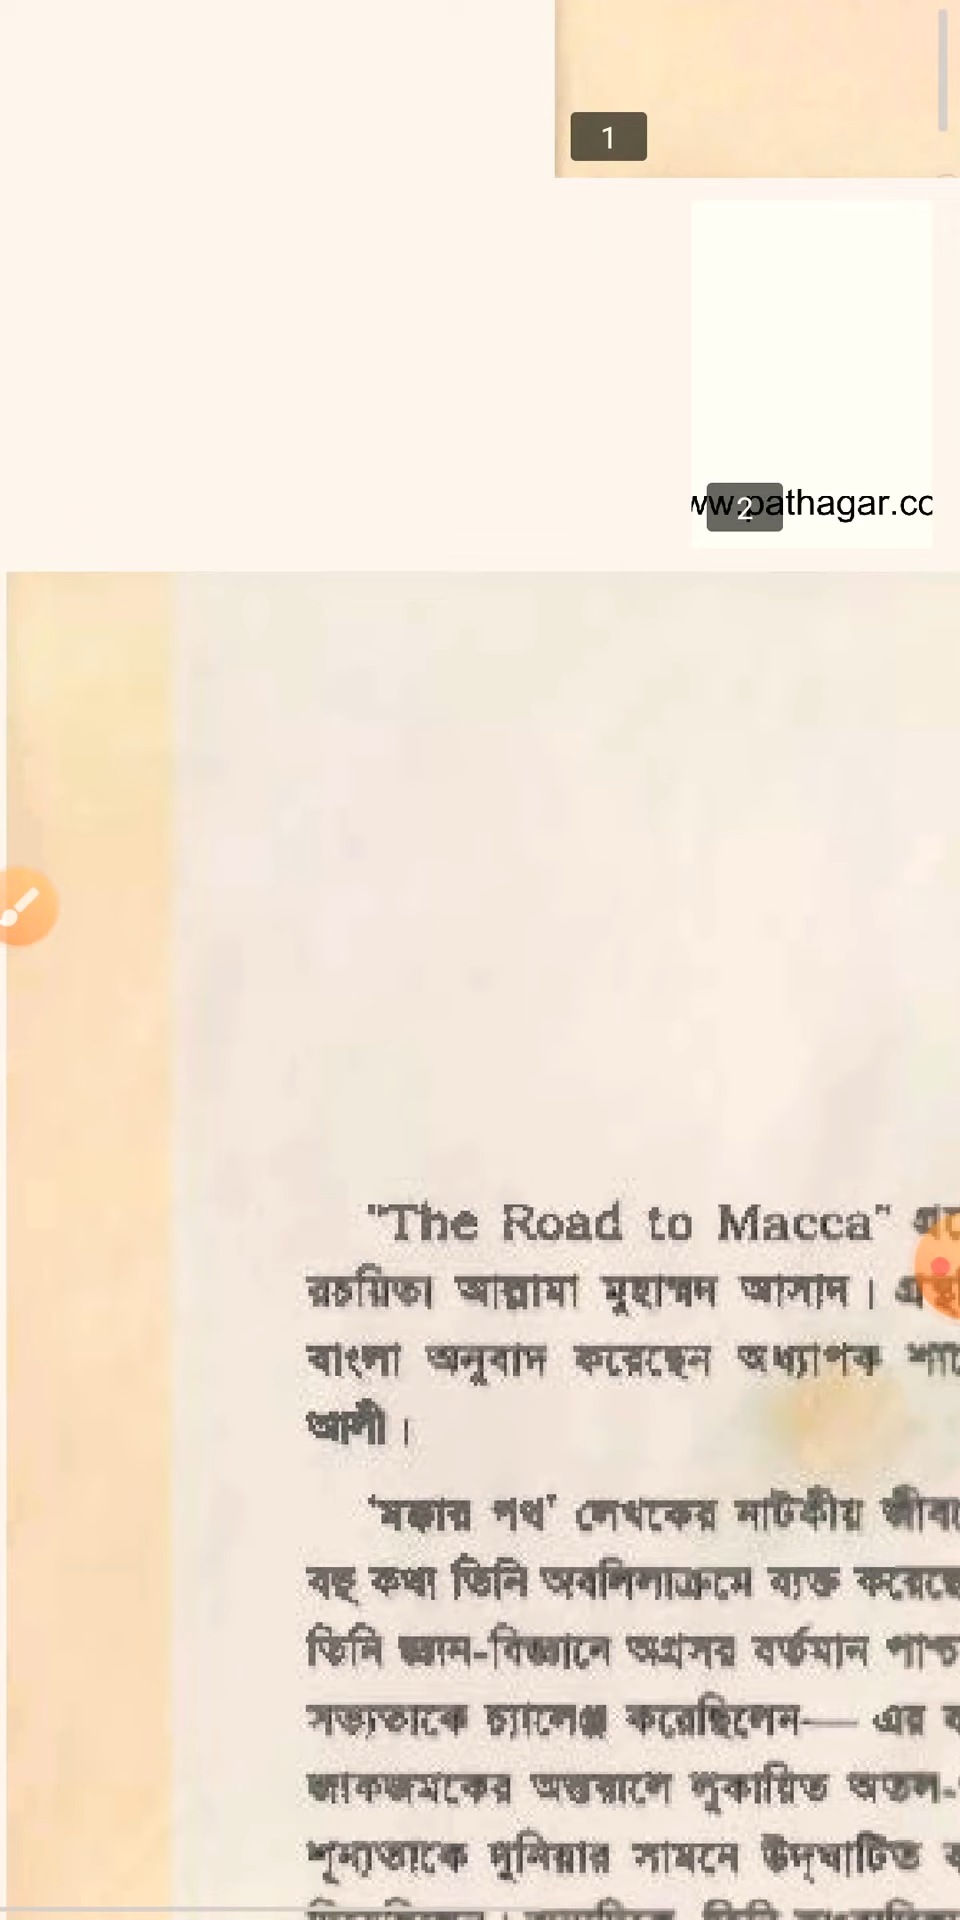 1
ww.pathagar.co
2
"The Road to Macca"
রচয়িতা আল্লামা মুহাম্মদ আসাদ।
বাংলা অনুবাদ করেছেন অধ্যাপক
আলী।
'মক্কার পথ' লেখকের নাটকীয়
বহু কথা তিনি অবলিলাক্রমে ব্যক্ত
তিনি জ্ঞান-বিজ্ঞানে অগ্রসর বর্তমান
সভ্যতাকে চ্যালেঞ্জ করেছিলেন— এর
জাকজমকের অন্তরালে লুকায়িত অতল-
শূন্যতাকে দুনিয়ার সামনে উদ্‌ঘাটিত